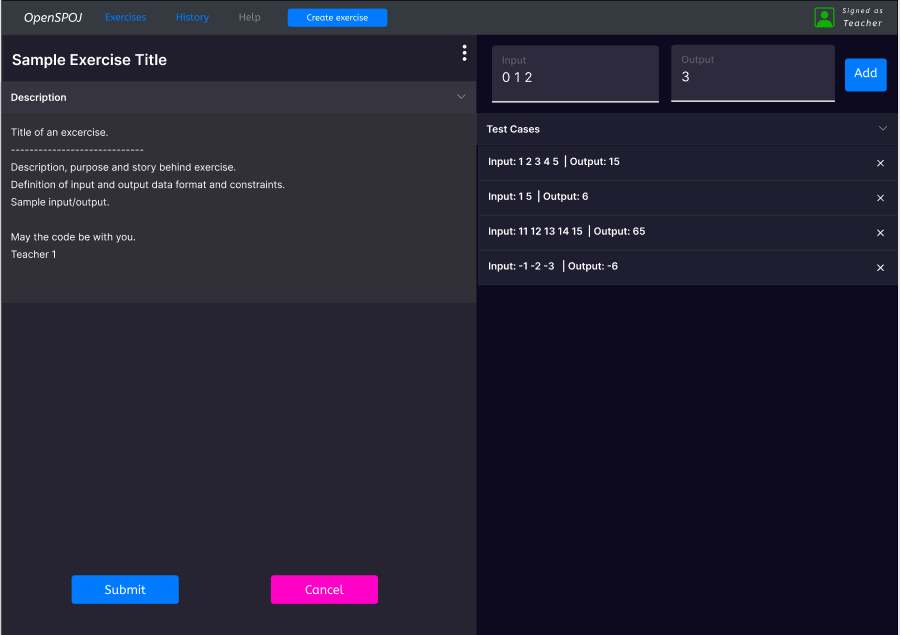 OpenSPOJ Exercises History Help Create exercise Signed as
Teacher
Sample Exercise Title
Description
Title of an excercise.
-----------------------------
Description, purpose and story behind exercise.
Definition of input and output data format and constraints.
Sample input/output.
May the code be with you.
Teacher 1
Submit Cancel
Input
0 1 2
Output
3
Add
Test Cases
Input: 1 2 3 4 5 | Output: 15
Input: 1 5 | Output: 6
Input: 11 12 13 14 15 | Output: 65
Input: -1 -2 -3 | Output: -6